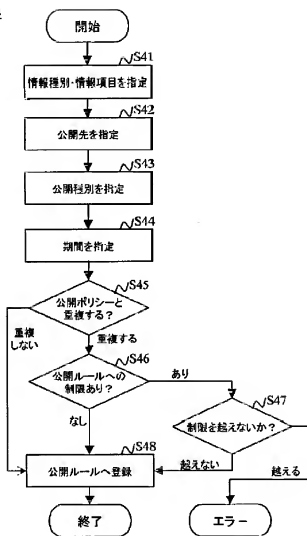 開始
S41
情報種別・情報項目を指定
S42
公開先を指定
S43
公開種別を指定
S44
期間を指定
S45
公開ポリシーと
重複する?
重複
しない
重複する
S46
公開ルールへの
制限あり?
あり
なし
S47
制限を越えないか?
S48
公開ルールへ登録
越えない
越える
終了
エラー